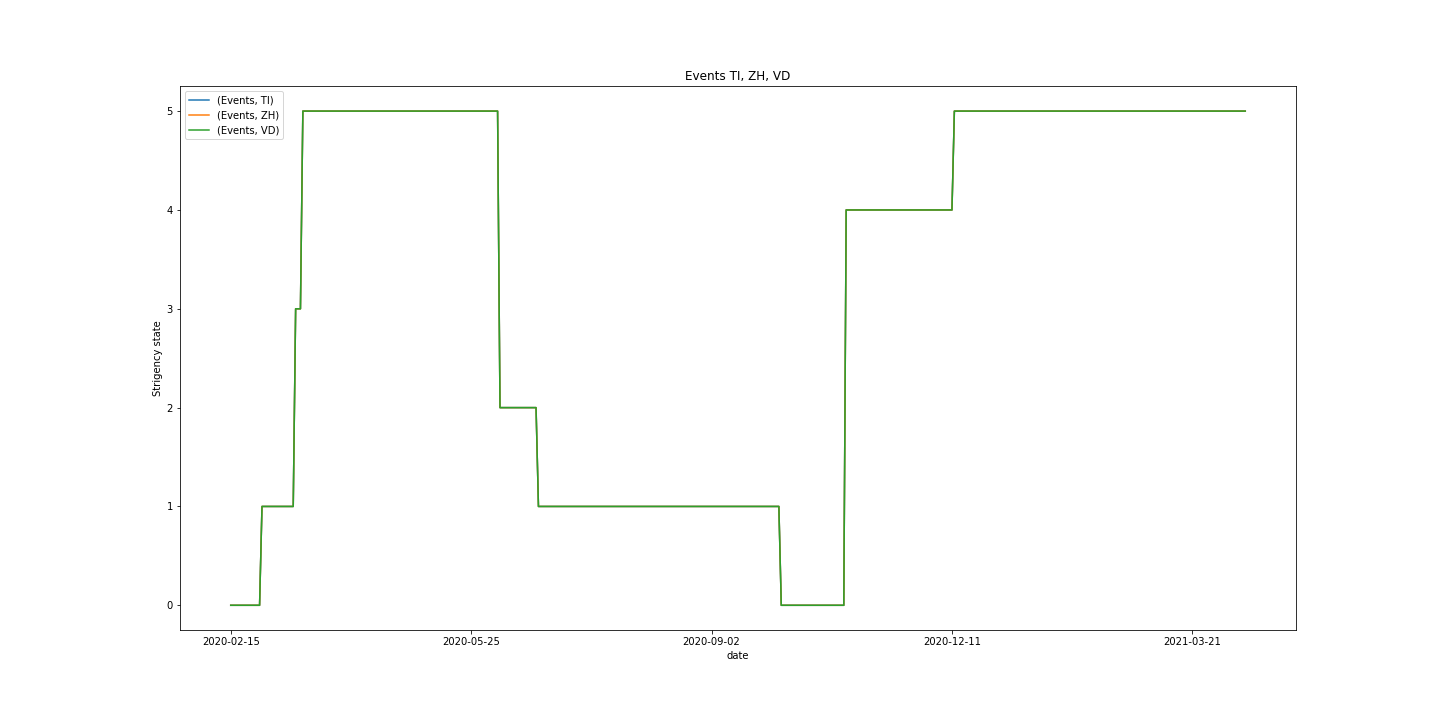 Events TI, ZH, VD
(Events, TI)
(Events, ZH)
(Events, VD)
Strigency state
5
4
3
2
1
0
2020-02-15
2020-05-25
2020-09-02
2020-12-11
2021-03-21
date